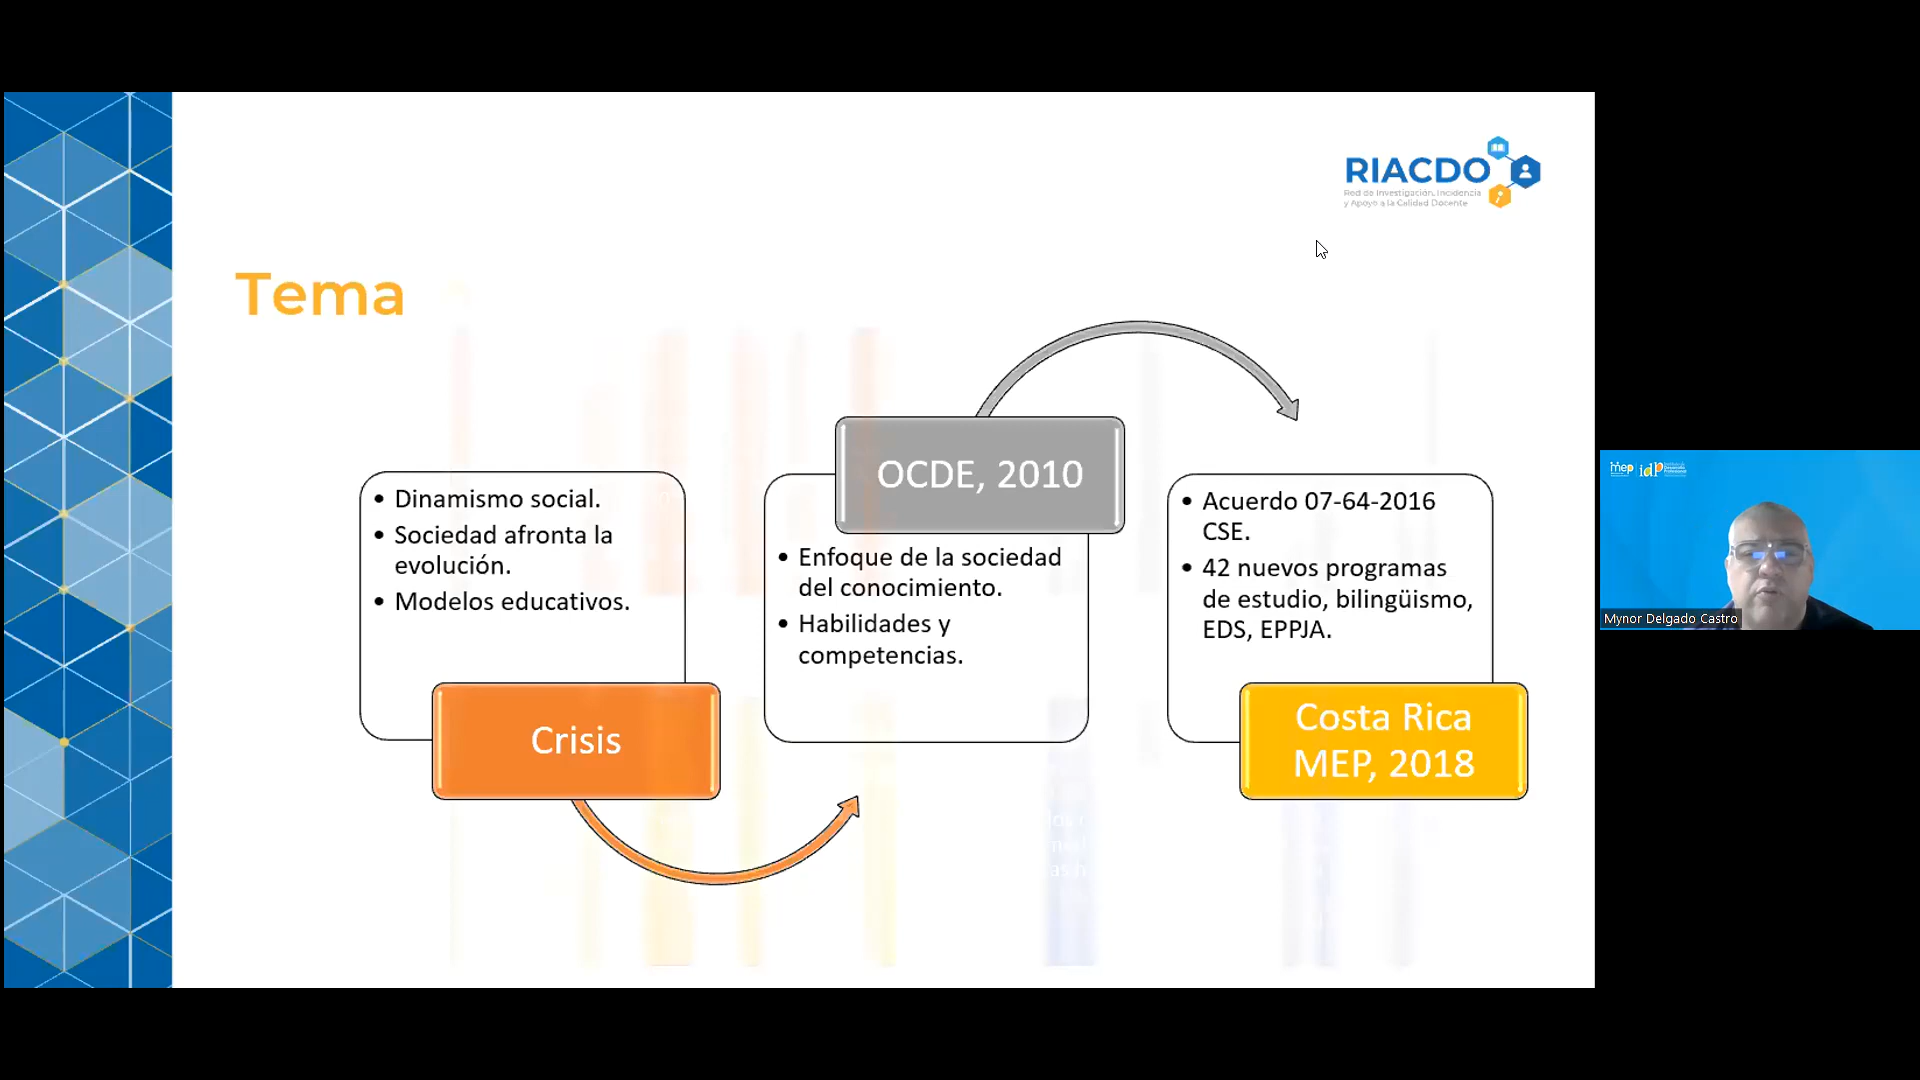 RIACDO
Red de Investigación, Incidencia
y Apoyo a la Calidad Docente
Tema
• Dinamismo social.
• Sociedad afronta la
evolución.
• Modelos educativos.
Crisis
OCDE, 2010
• Enfoque de la sociedad
del conocimiento.
• Habilidades y
competencias.
• Acuerdo 07-64-2016
CSE.
• 42 nuevos programas
de estudio, bilingüismo,
EDS, EPPJA.
Costa Rica
MEP, 2018
mep
idp
Mynor Delgado Castro